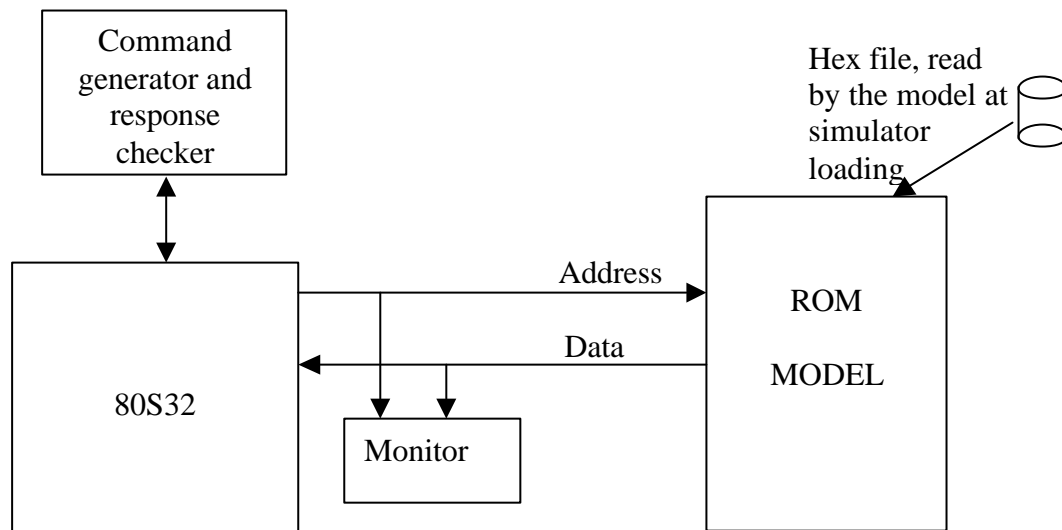 Command
generator and
response
checker
Hex file, read
by the model at
simulator
loading
Address
ROM
Data
MODEL
80S32
Monitor